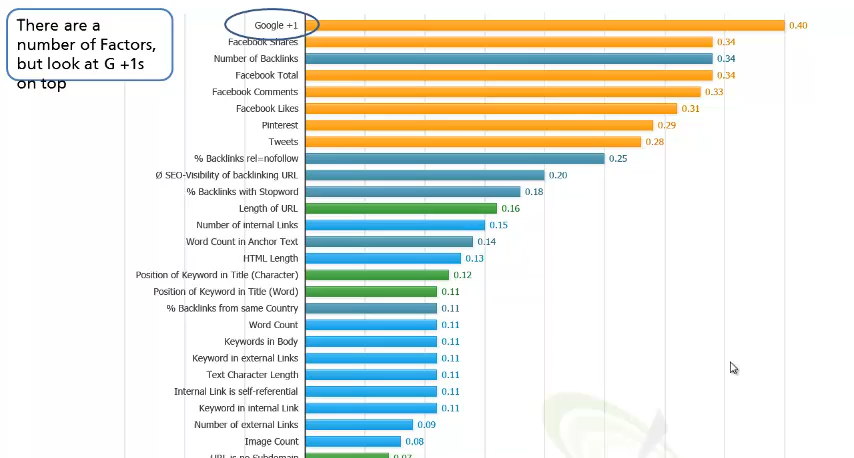 There are a
number of Factors,
but look at G +1s
on top
Google +1 0.40
Facebook Shares 0.34
Number of Backlinks 0.34
Facebook Total 0.34
Facebook Comments 0.33
Facebook Likes 0.31
Pinterest 0.29
Tweets 0.28
% Backlinks rel=nofollow 0.25
Ø SEO-Visibility of backlinking URL 0.20
% Backlinks with Stopword 0.18
Length of URL 0.16
Number of internal Links 0.15
Word Count in Anchor Text 0.14
HTML Length 0.13
Position of Keyword in Title (Character) 0.12
Position of Keyword in Title (Word) 0.11
% Backlinks from same Country 0.11
Word Count 0.11
Keywords in Body 0.11
Keyword in external Links 0.11
Text Character Length 0.11
Internal Link is self-referential 0.11
Keyword in internal Link 0.11
Number of external Links 0.09
Image Count 0.08
URL is no Subdomain 0.07